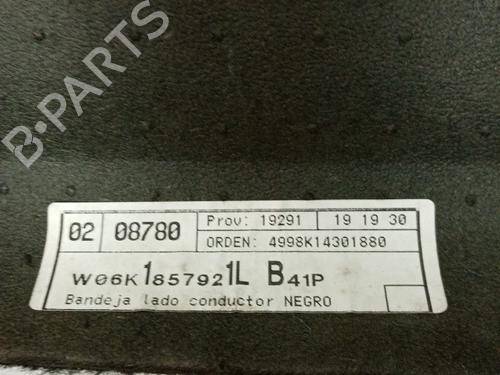 B-PARTS
02 08780 Prov: 19291 19 19 30
ORDEN: 4998K14301880
W06K1857921L B41P
Bandeja lado conductor NEGRO